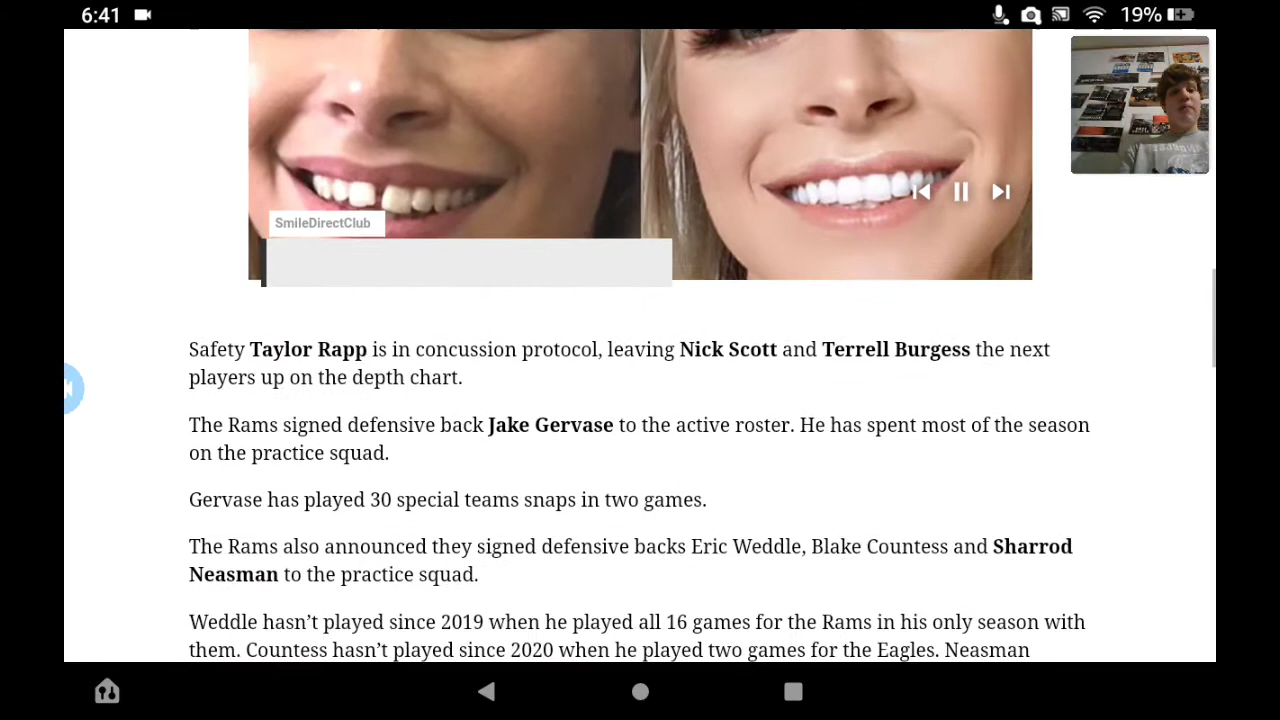 6:41
19%
SmileDirectClub
Safety Taylor Rapp is in concussion protocol, leaving Nick Scott and Terrell Burgess the next
players up on the depth chart.
The Rams signed defensive back Jake Gervase to the active roster. He has spent most of the season
on the practice squad.
Gervase has played 30 special teams snaps in two games.
The Rams also announced they signed defensive backs Eric Weddle, Blake Countess and Sharrod
Neasman to the practice squad.
Weddle hasn’t played since 2019 when he played all 16 games for the Rams in his only season with
them. Countess hasn’t played since 2020 when he played two games for the Eagles. Neasman